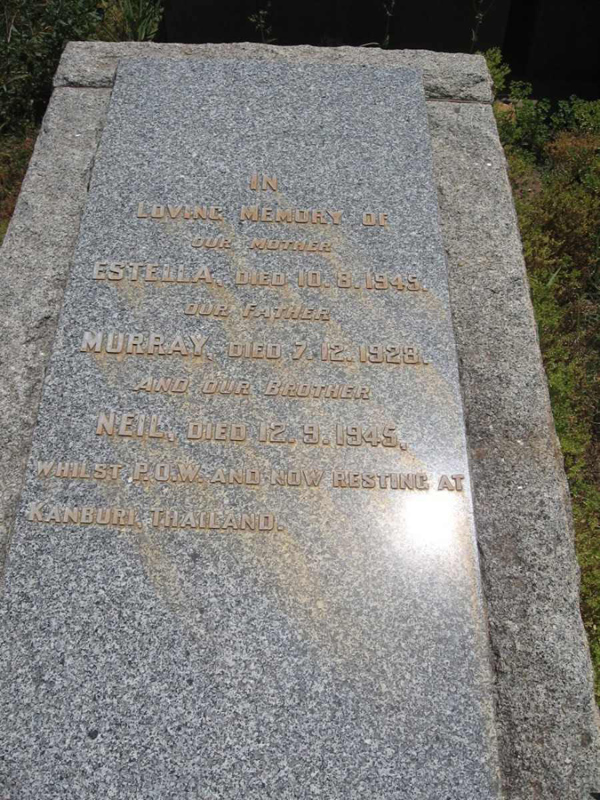 IN
LOVING MEMORY OF
OUR MOTHER
ESTELLA, DIED 10.8.1945.
OUR FATHER
MURRAY, DIED 7.12.1928.
AND OUR BROTHER
NEIL, DIED 12.9.1945,
WHILST P.O.W. AND NOW RESTING AT
KANBURI, THAILAND.